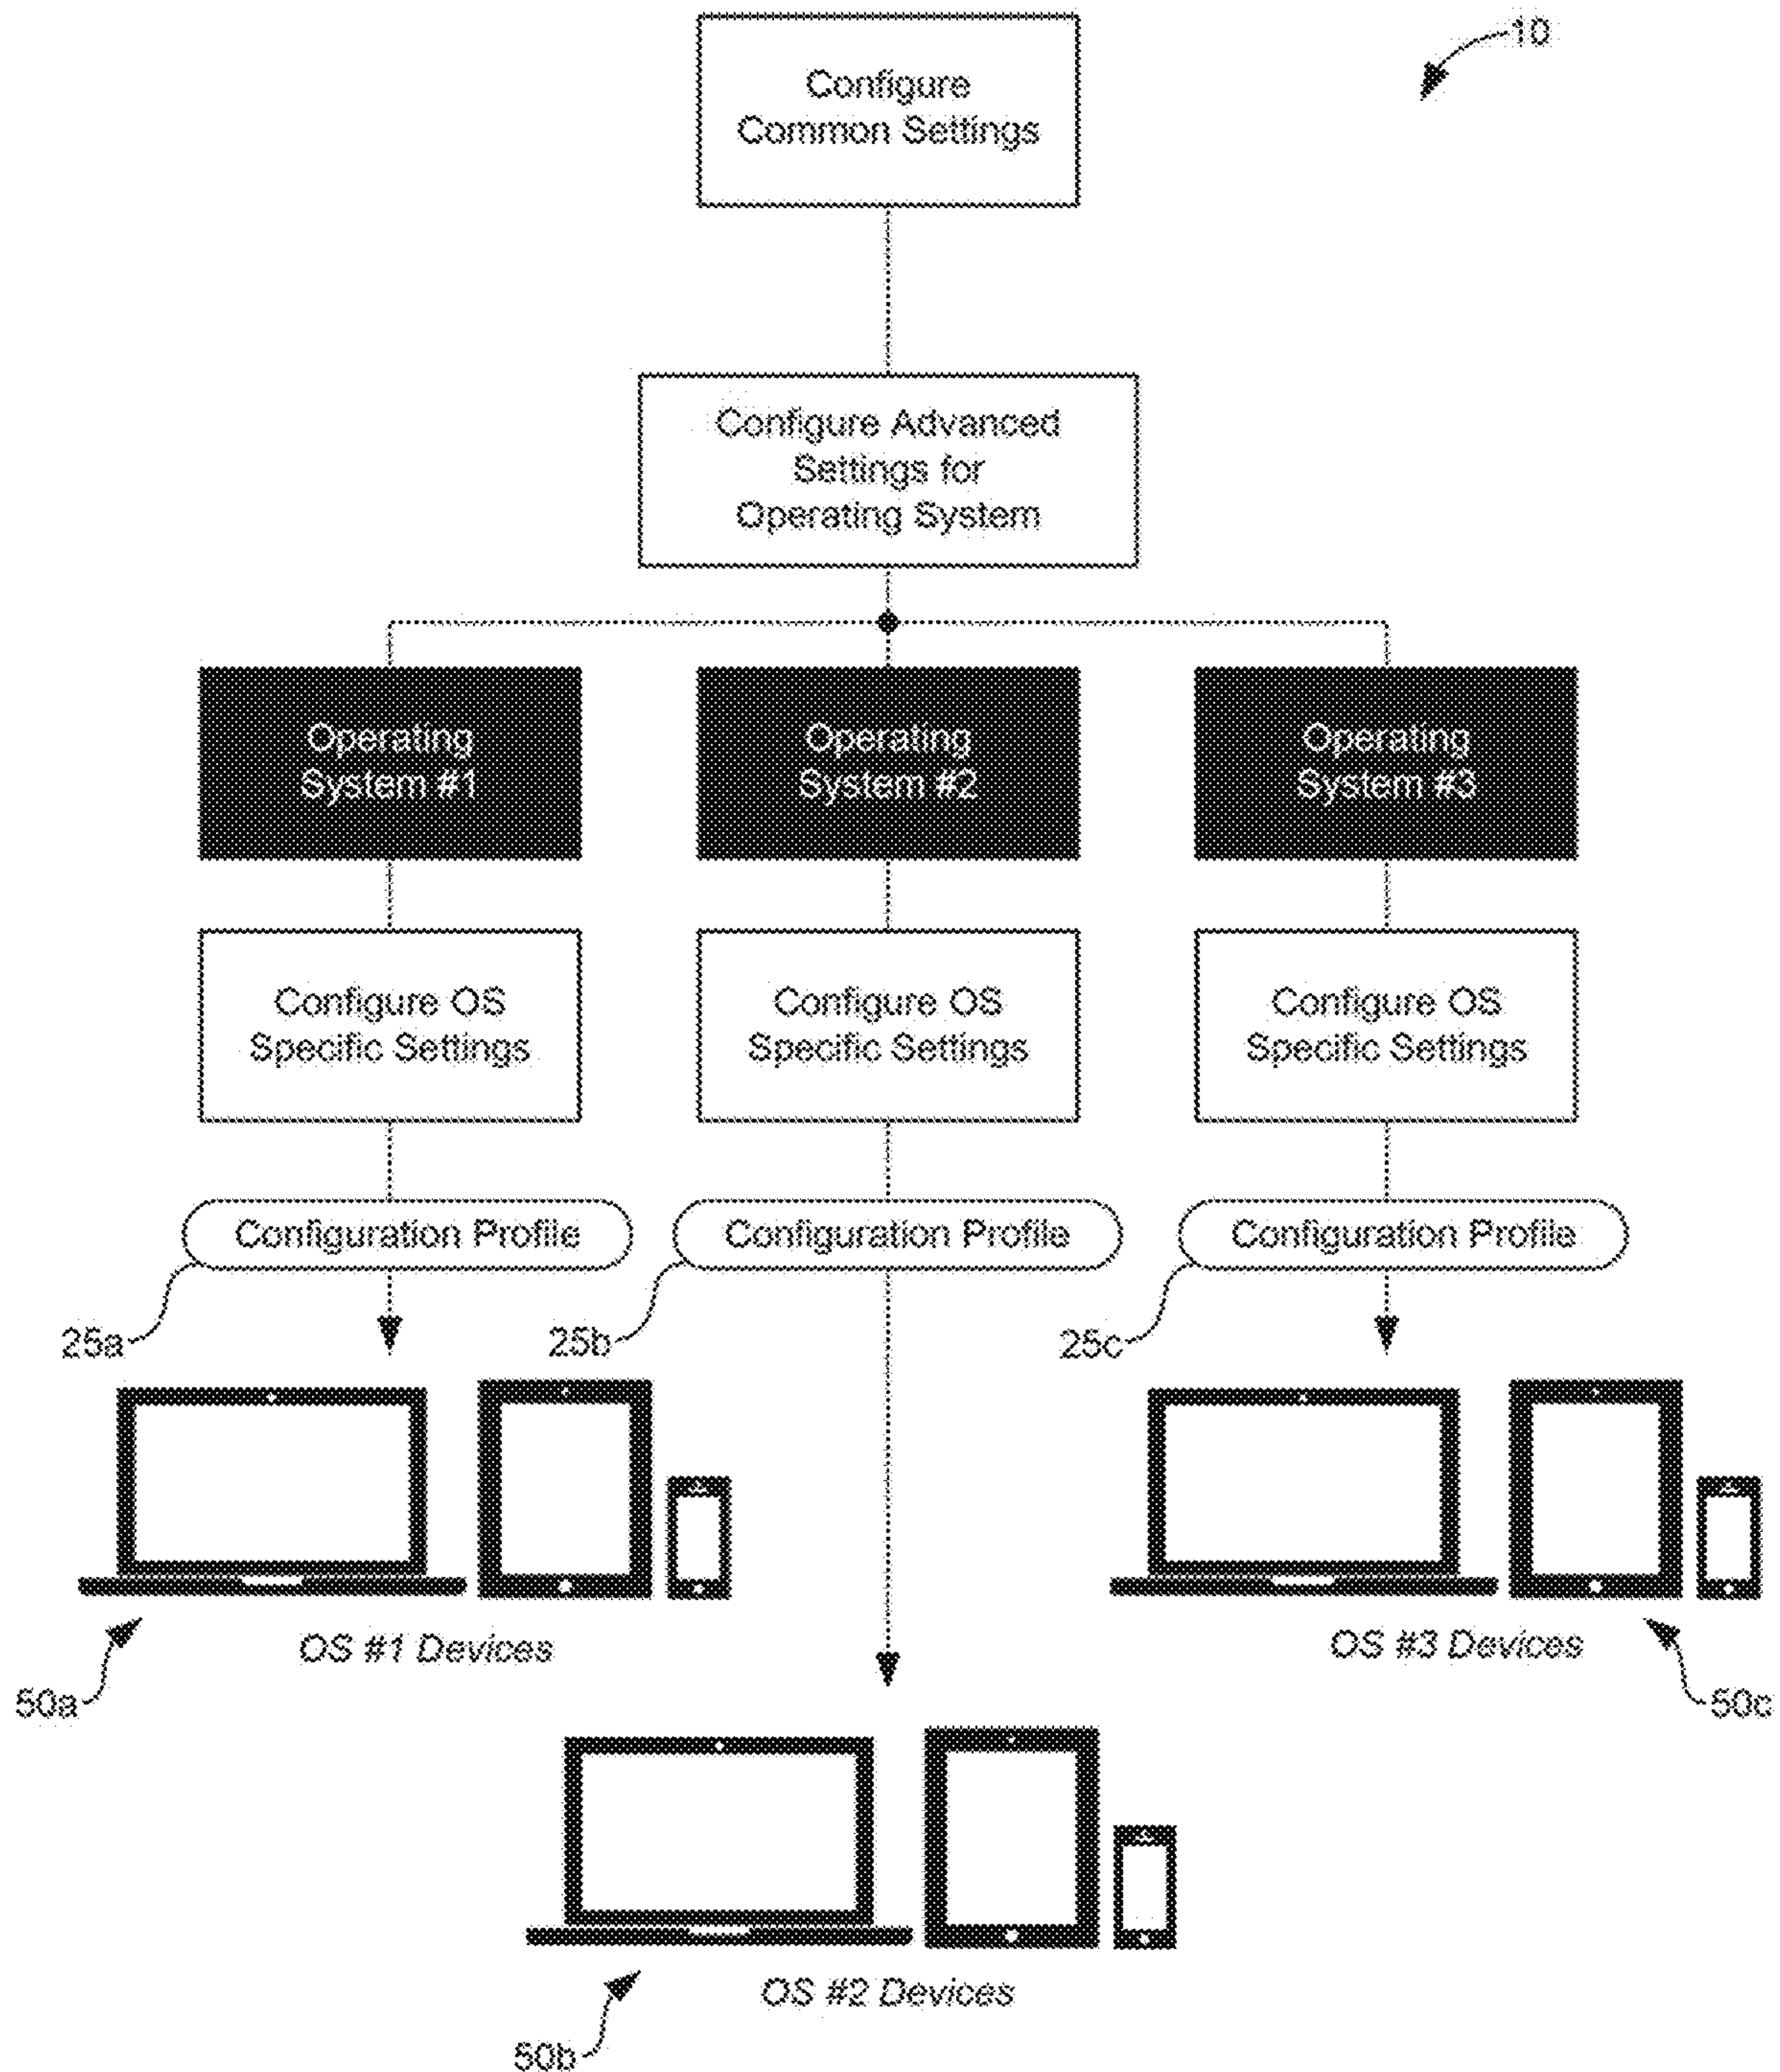 10
Configure
Common Settings
Configure Advanced
Settings for
Operating System
Operating
System #1
Operating
System #2
Operating
System #3
Configure OS
Specific Settings
Configure OS
Specific Settings
Configure OS
Specific Settings
Configuration Profile
Configuration Profile
Configuration Profile
25a
25b
25c
OS #1 Devices
OS #3 Devices
50a
50c
OS #2 Devices
50b